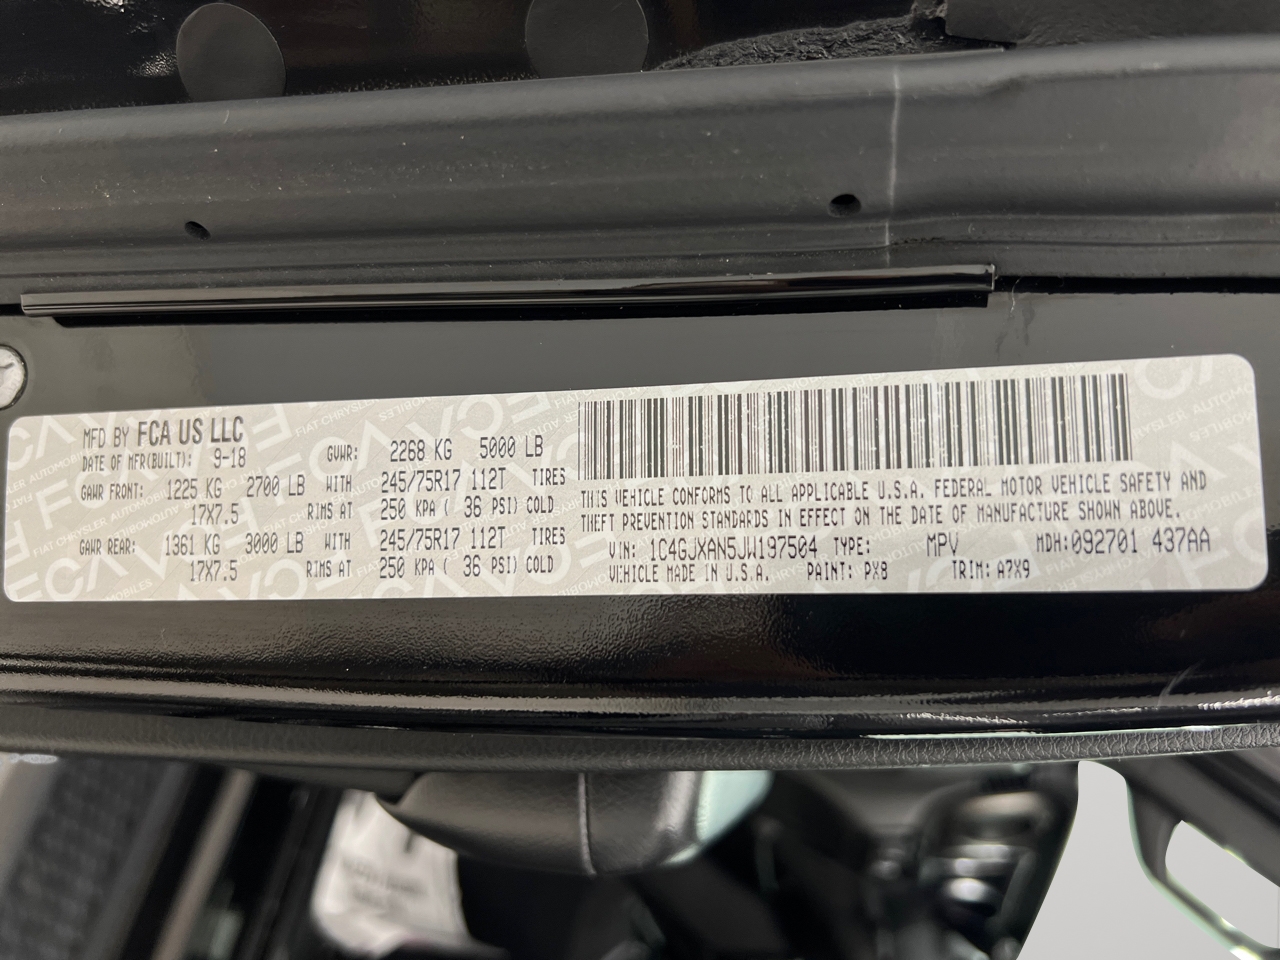 MFD BY FCA US LLC
DATE OF MFR(BUILT): 9-18 GVWR: 2268 KG 5000 LB
GAWR FRONT: 1225 KG 2700 LB WITH 245/75R17 112T TIRES
17X7.5 RIMS AT 250 KPA ( 36 PSI) COLD
GAWR REAR: 1361 KG 3000 LB WITH 245/75R17 112T TIRES
17X7.5 RIMS AT 250 KPA ( 36 PSI) COLD
THIS VEHICLE CONFORMS TO ALL APPLICABLE U.S.A. FEDERAL MOTOR VEHICLE SAFETY AND
THEFT PREVENTION STANDARDS IN EFFECT ON THE DATE OF MANUFACTURE SHOWN ABOVE.
VIN: 1C4GJXAN5JW197504 TYPE: MPV MDH:092701 437AA
VEHICLE MADE IN U.S.A. PAINT: PX8 TRIM: A7X9